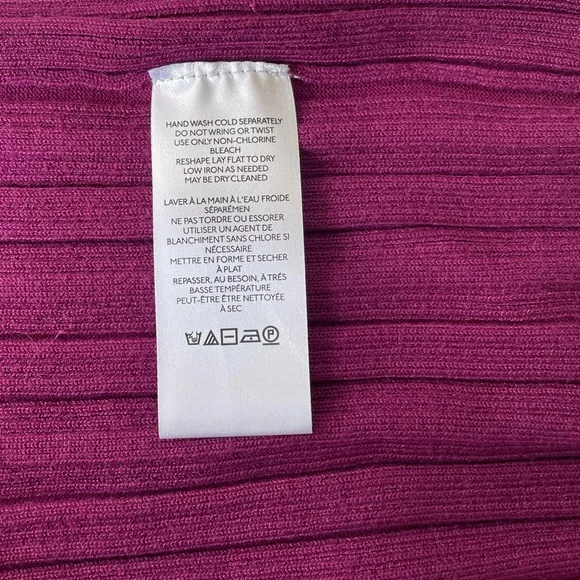 HAND WASH COLD SEPARATELY
DO NOT WRING OR TWIST
USE ONLY NON-CHLORINE
BLEACH
RESHAPE LAY FLAT TO DRY
LOW IRON AS NEEDED
MAY BE DRY CLEANED
LAVER À LA MAIN À L'EAU FROIDE
SÉPARÉMEN
NE PAS TORDRE OU ESSORER
UTILISER UN AGENT DE
BLANCHIMENT SANS CHLORE SI
NÉCESSAIRE
METTRE EN FORME ET SECHER
À PLAT
REPASSER, AU BESOIN, À TRÉS
BASSE TEMPÉRATURE
PEUT-ÊTRE ÊTRE NETTOYÉE
À SEC
P